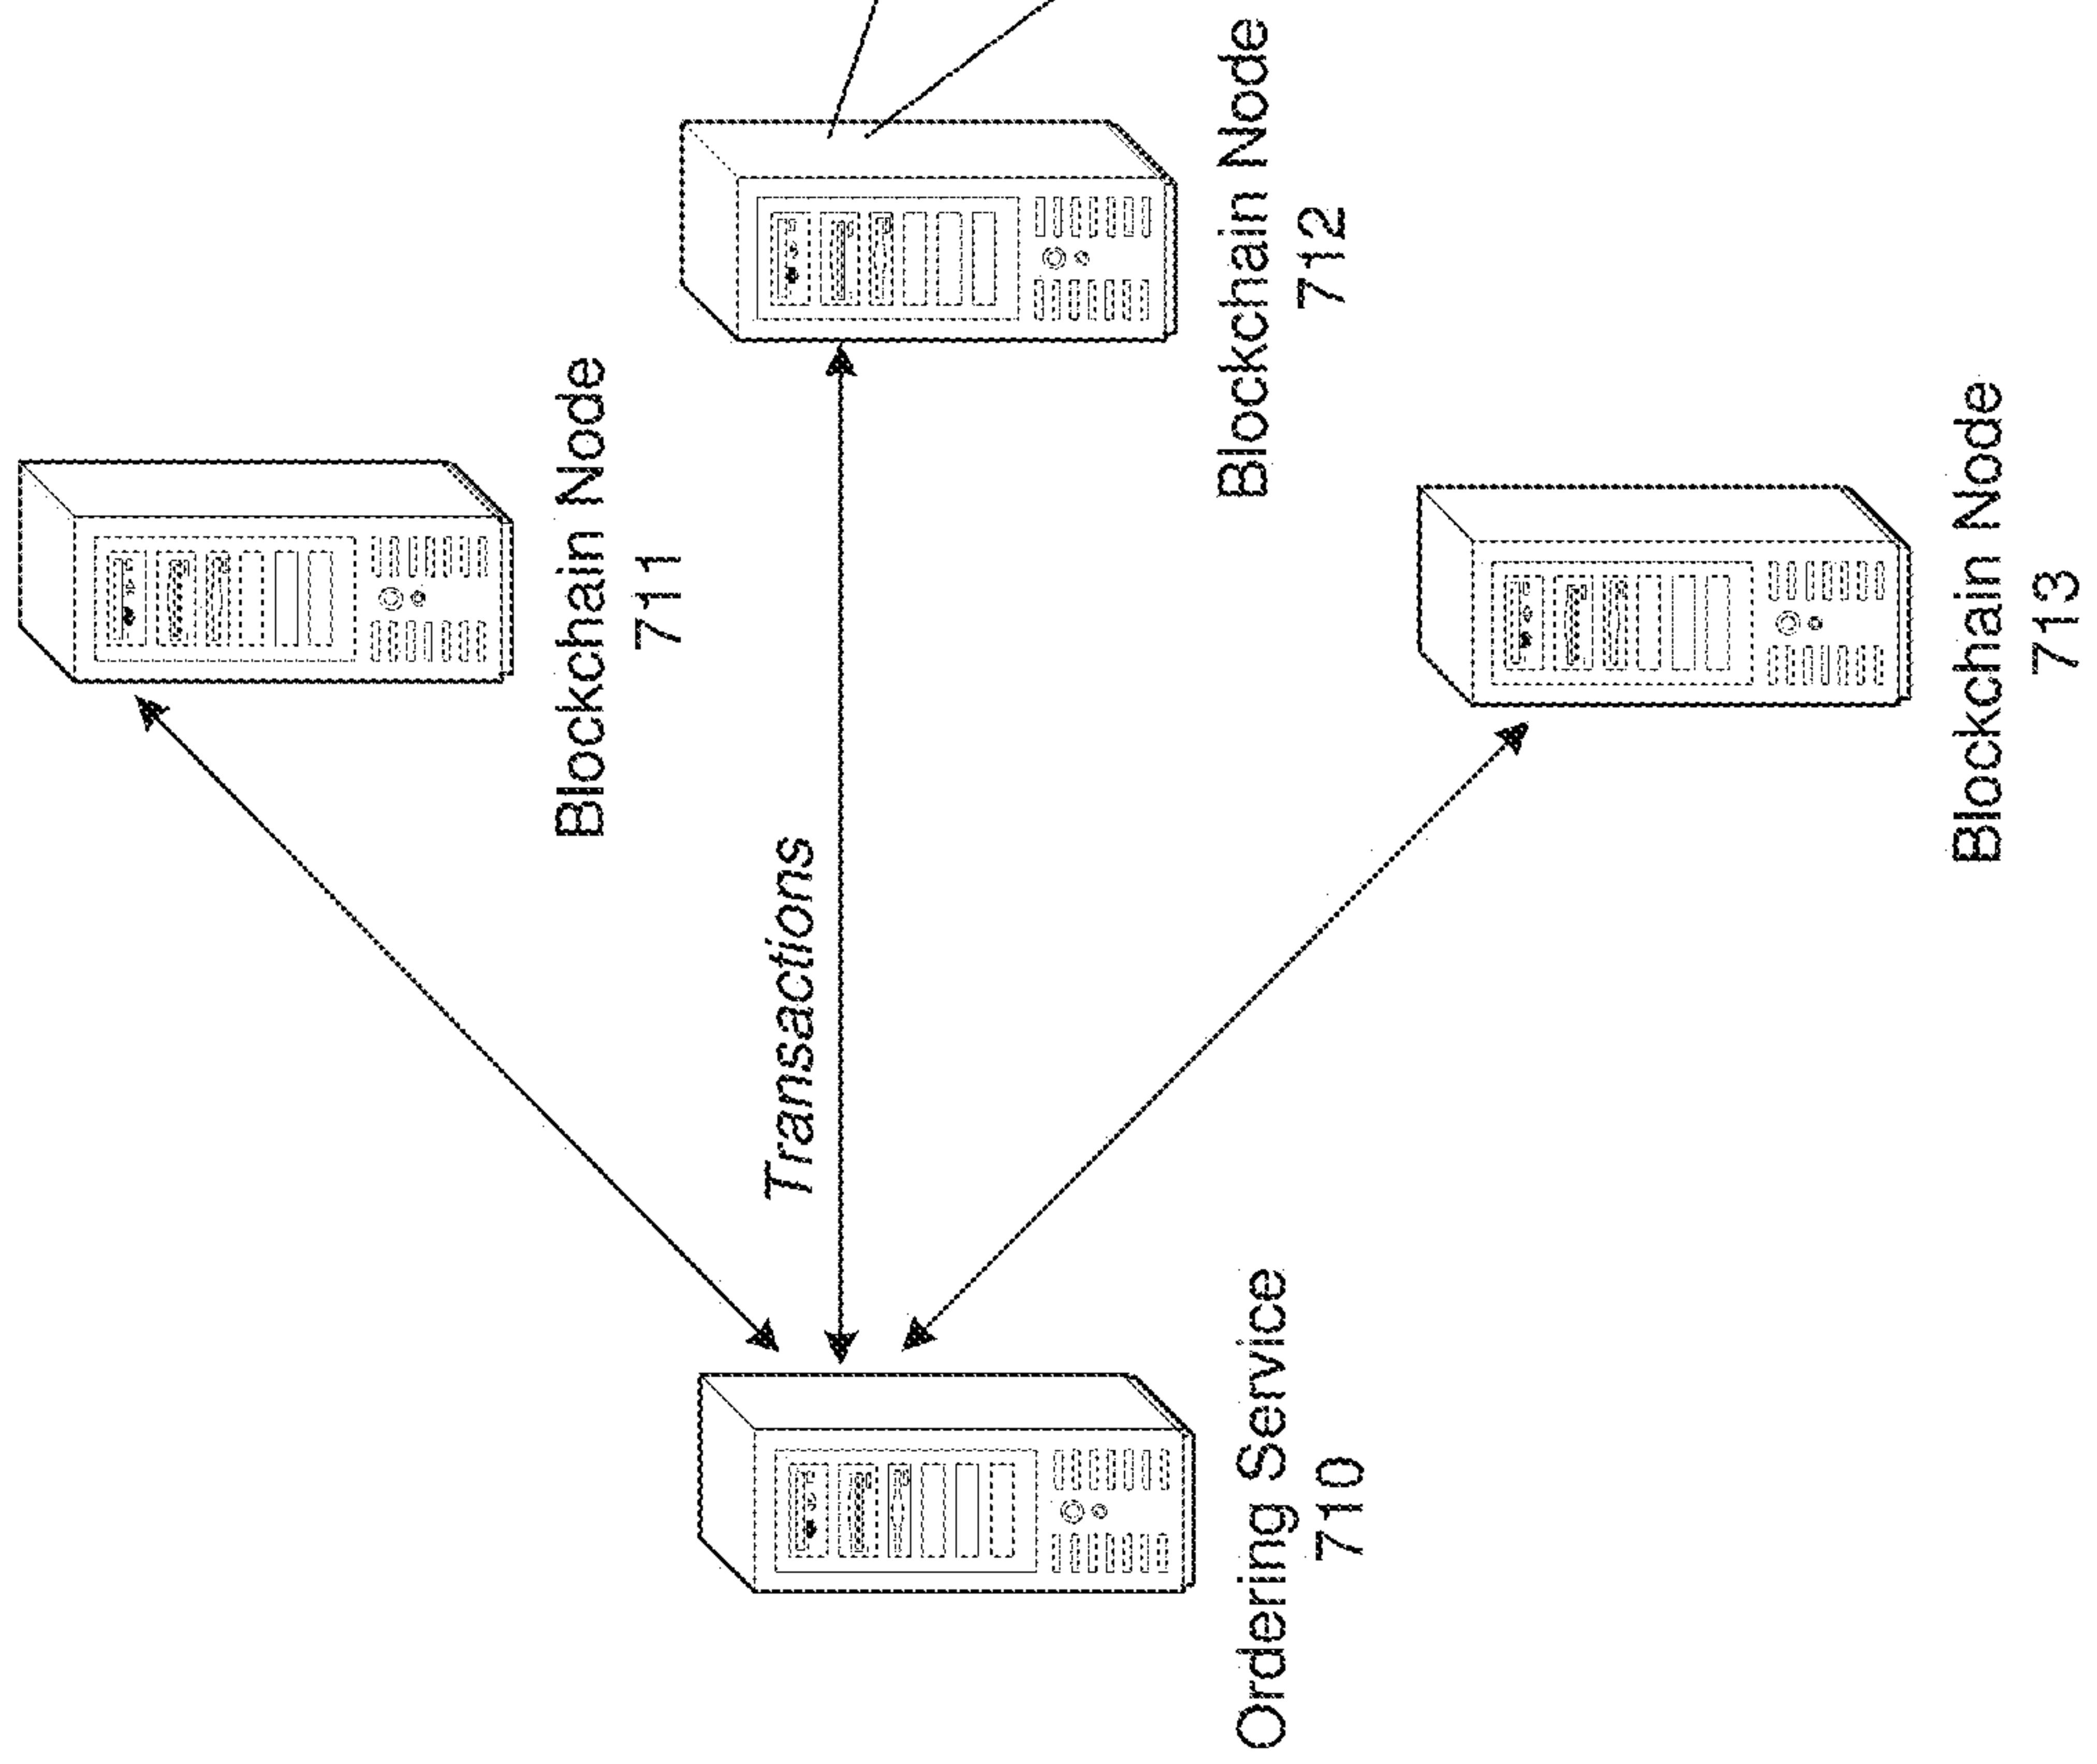 Blockchain Node
711
Transactions
Ordering Service
710
Blockchain Node
712
Blockchain Node
713